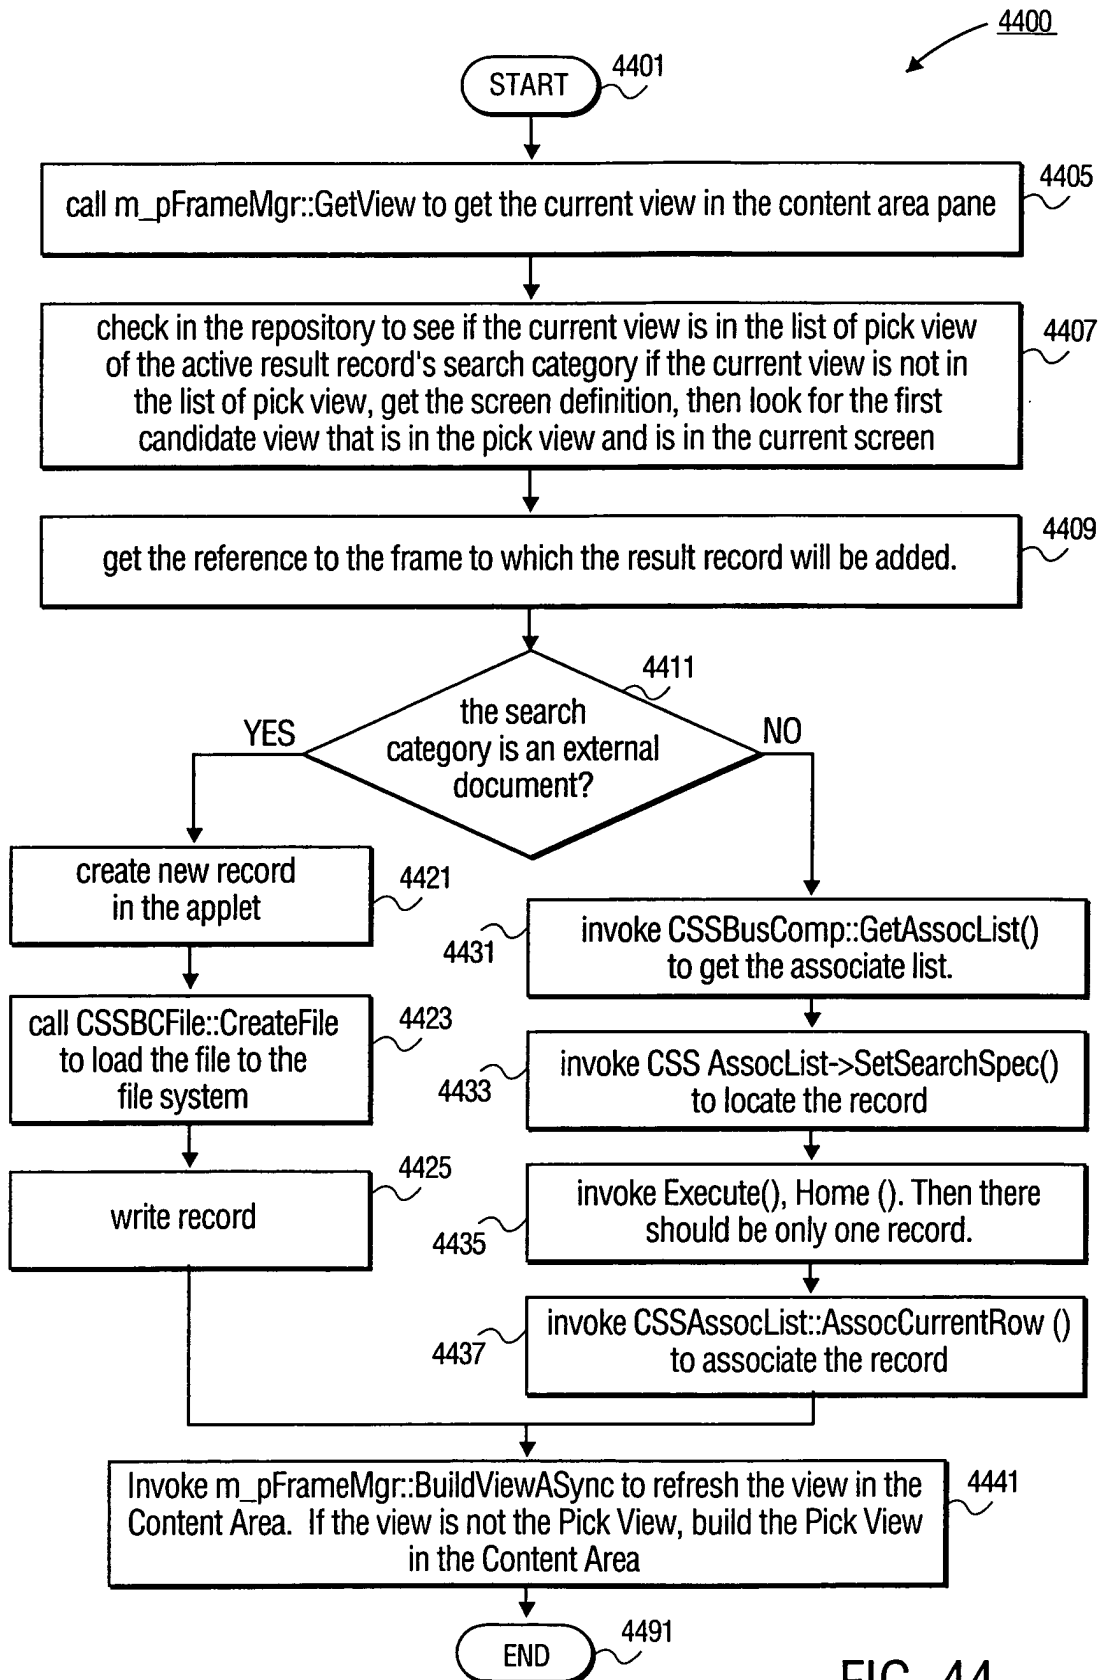 4400
START
4401
call m_pFrameMgr::GetView to get the current view in the content area pane
4405
check in the repository to see if the current view is in the list of pick view
of the active result record's search category if the current view is not in
the list of pick view, get the screen definition, then look for the first
candidate view that is in the pick view and is in the current screen
4407
get the reference to the frame to which the result record will be added.
4409
4411
the search
category is an external
document?
YES
NO
create new record
in the applet
4421
call CSSBCFile::CreateFile
to load the file to the
file system
4423
write record
4425
invoke CSSBusComp::GetAssocList()
to get the associate list.
4431
invoke CSS AssocList->SetSearchSpec()
to locate the record
4433
invoke Execute(), Home (). Then there
should be only one record.
4435
invoke CSSAssocList::AssocCurrentRow ()
to associate the record
4437
Invoke m_pFrameMgr::BuildViewASync to refresh the view in the
Content Area.  If the view is not the Pick View, build the Pick View
in the Content Area
4441
END
4491
FIG. 44